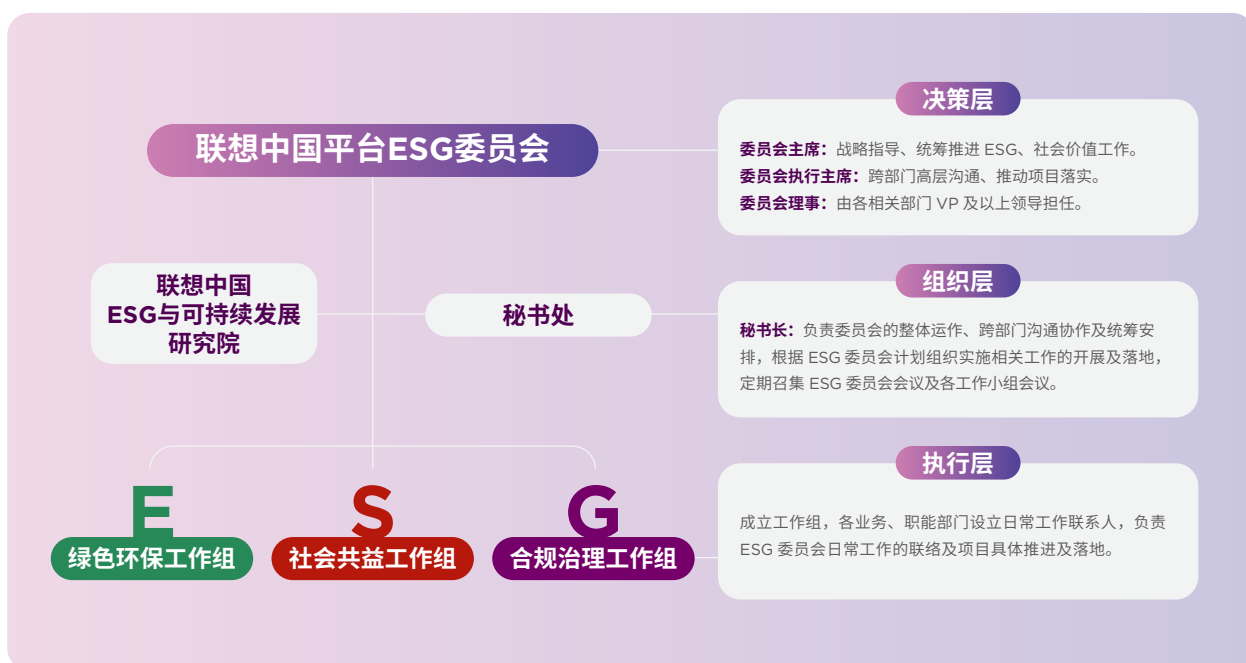 联想中国平台ESG委员会
决策层
委员会主席：战略指导、统筹推进 ESG、社会价值工作。
委员会执行主席：跨部门高层沟通、推动项目落实。
委员会理事：由各相关部门 VP 及以上领导担任。
联想中国
ESG与可持续发展
研究院
秘书处
组织层
秘书长：负责委员会的整体运作、跨部门沟通协作及统筹安
排，根据 ESG 委员会计划组织实施相关工作的开展及落地，
定期召集 ESG 委员会会议及各工作小组会议。
E
绿色环保工作组
S
社会共益工作组
G
合规治理工作组
执行层
成立工作组，各业务、职能部门设立日常工作联系人，负责
ESG 委员会日常工作的联络及项目具体推进及落地。